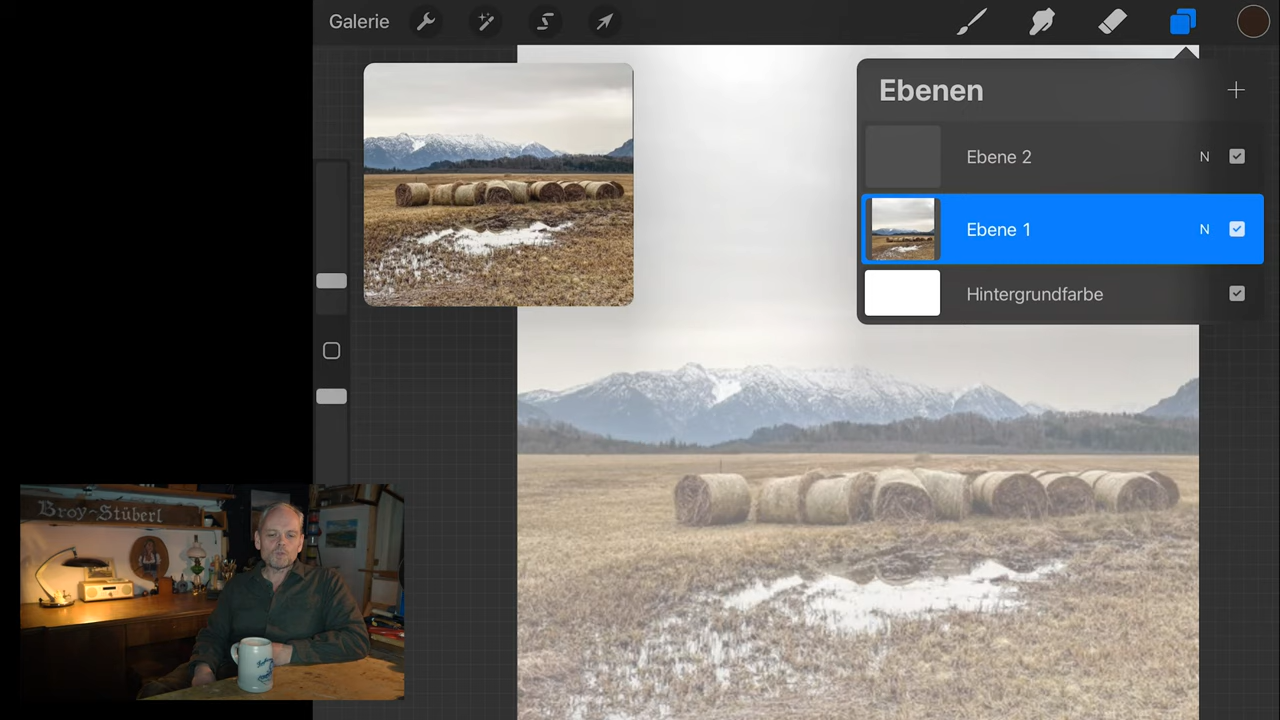 Galerie
Ebenen
Ebene 2
N
Ebene 1
N
Hintergrundfarbe
Broy-Stüberl